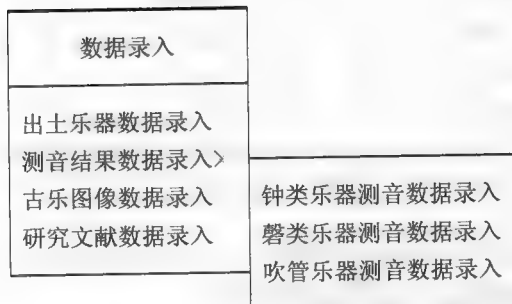 数据录入
出土乐器数据录入
测音结果数据录入>
古乐图像数据录入
研究文献数据录入
钟类乐器测音数据录入
磬类乐器测音数据录入
吹管乐器测音数据录入